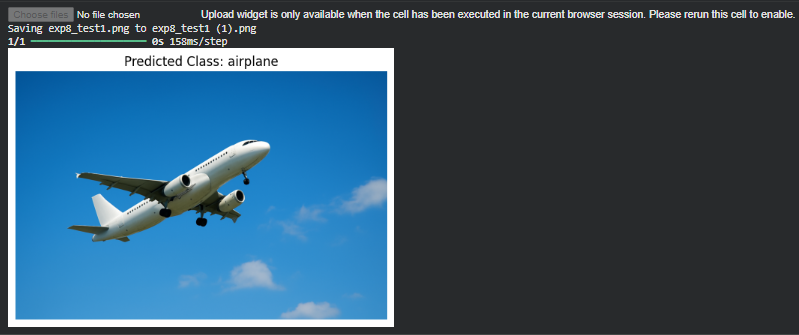 Choose files No file chosen Upload widget is only available when the cell has been executed in the current browser session. Please rerun this cell to enable.
Saving exp8_test1.png to exp8_test1 (1).png
1/1 0s 158ms/step
Predicted Class: airplane